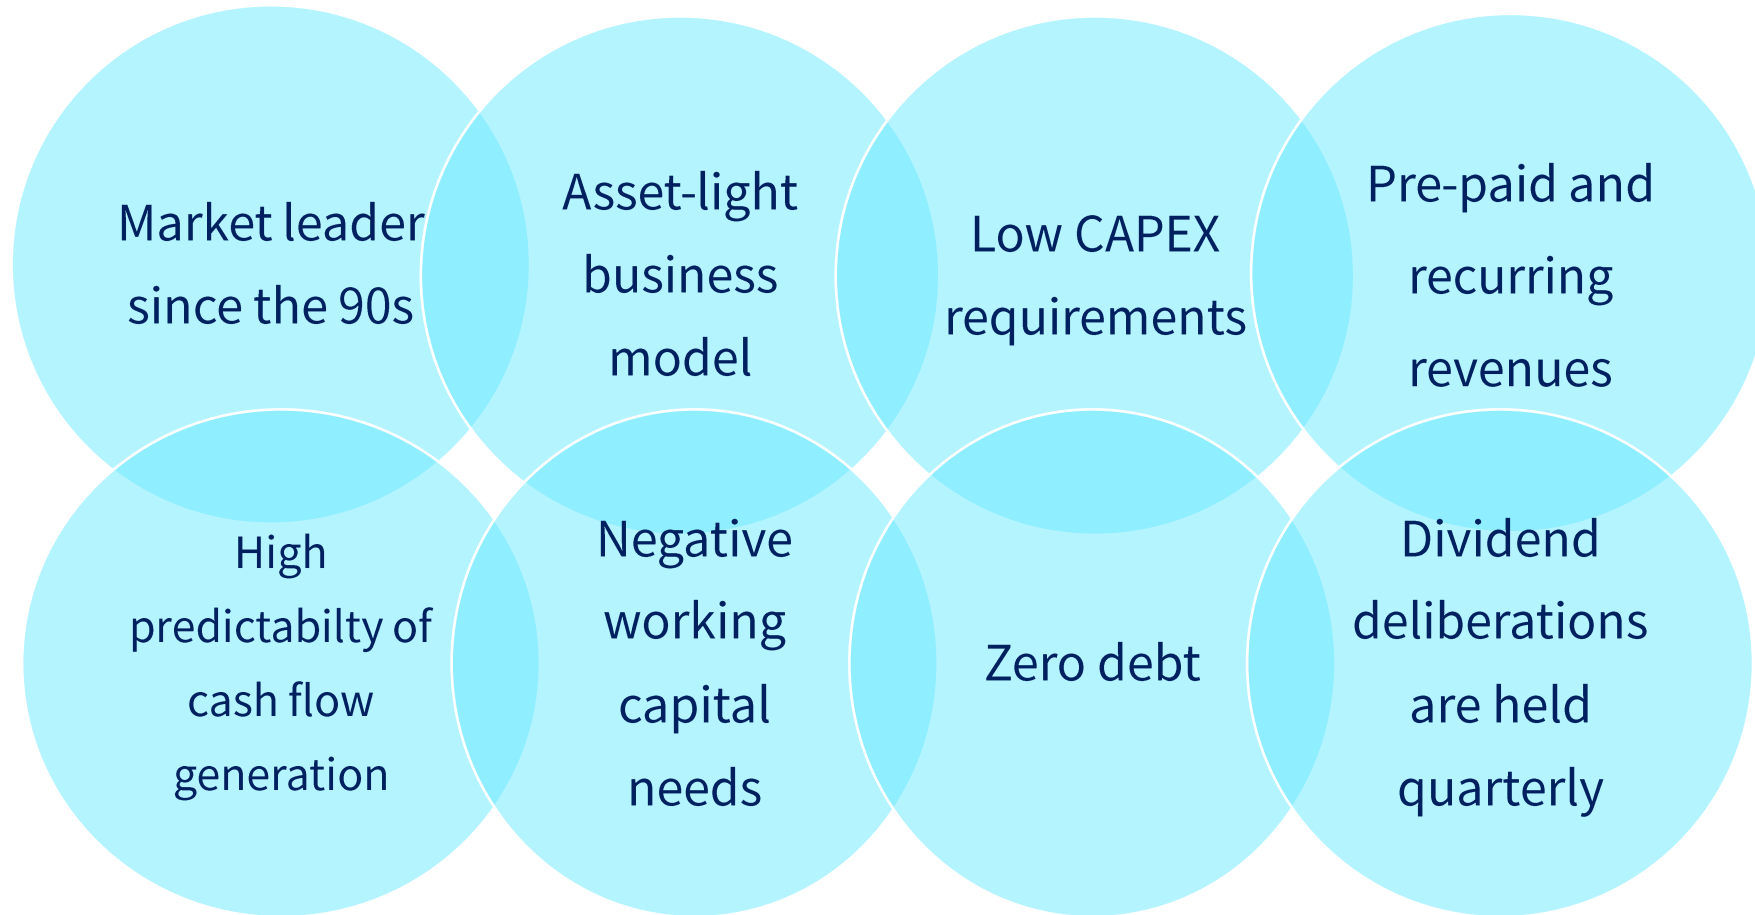 Market leader
since the 90s
Asset-light
business
model
Low CAPEX
requirements
Pre-paid and
recurring
revenues
High
predictabilty of
cash flow
generation
Negative
working
capital
needs
Zero debt
Dividend
deliberations
are held
quarterly